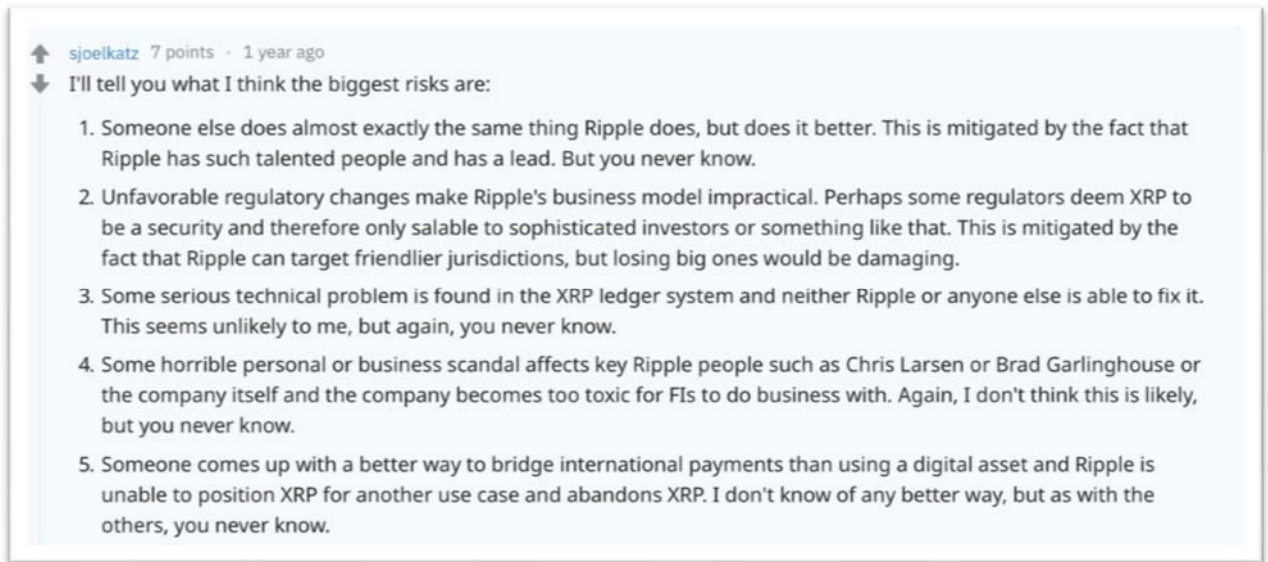 sjoelkatz 7 points · 1 year ago
I'll tell you what I think the biggest risks are:
1. Someone else does almost exactly the same thing Ripple does, but does it better. This is mitigated by the fact that
Ripple has such talented people and has a lead. But you never know.
2. Unfavorable regulatory changes make Ripple's business model impractical. Perhaps some regulators deem XRP to
be a security and therefore only salable to sophisticated investors or something like that. This is mitigated by the
fact that Ripple can target friendlier jurisdictions, but losing big ones would be damaging.
3. Some serious technical problem is found in the XRP ledger system and neither Ripple or anyone else is able to fix it.
This seems unlikely to me, but again, you never know.
4. Some horrible personal or business scandal affects key Ripple people such as Chris Larsen or Brad Garlinghouse or
the company itself and the company becomes too toxic for FIs to do business with. Again, I don't think this is likely,
but you never know.
5. Someone comes up with a better way to bridge international payments than using a digital asset and Ripple is
unable to position XRP for another use case and abandons XRP. I don't know of any better way, but as with the
others, you never know.